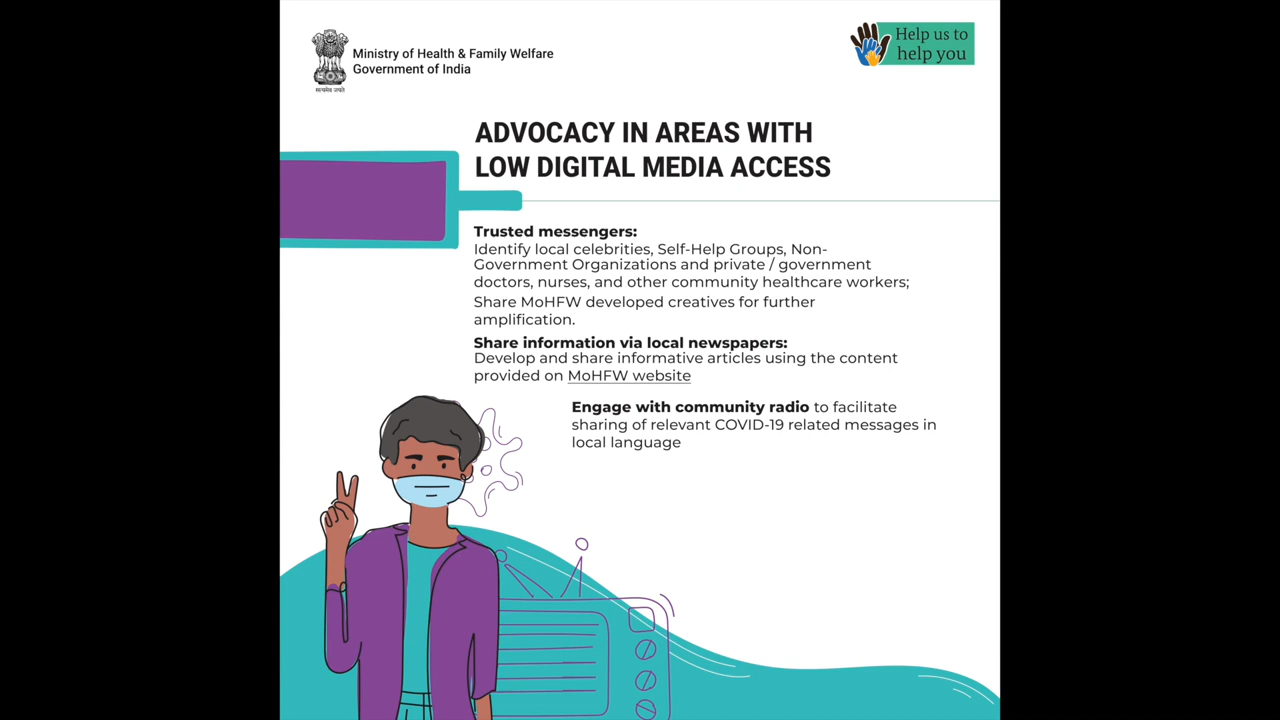 Ministry of Health & Family Welfare
Government of India
सत्यमेव जयते
Help us to
help you
ADVOCACY IN AREAS WITH
LOW DIGITAL MEDIA ACCESS
Trusted messengers:
Identify local celebrities, Self-Help Groups, Non-
Government Organizations and private / government
doctors, nurses, and other community healthcare workers;
Share MoHFW developed creatives for further
amplification.
Share information via local newspapers:
Develop and share informative articles using the content
provided on MoHFW website
Engage with community radio to facilitate
sharing of relevant COVID-19 related messages in
local language